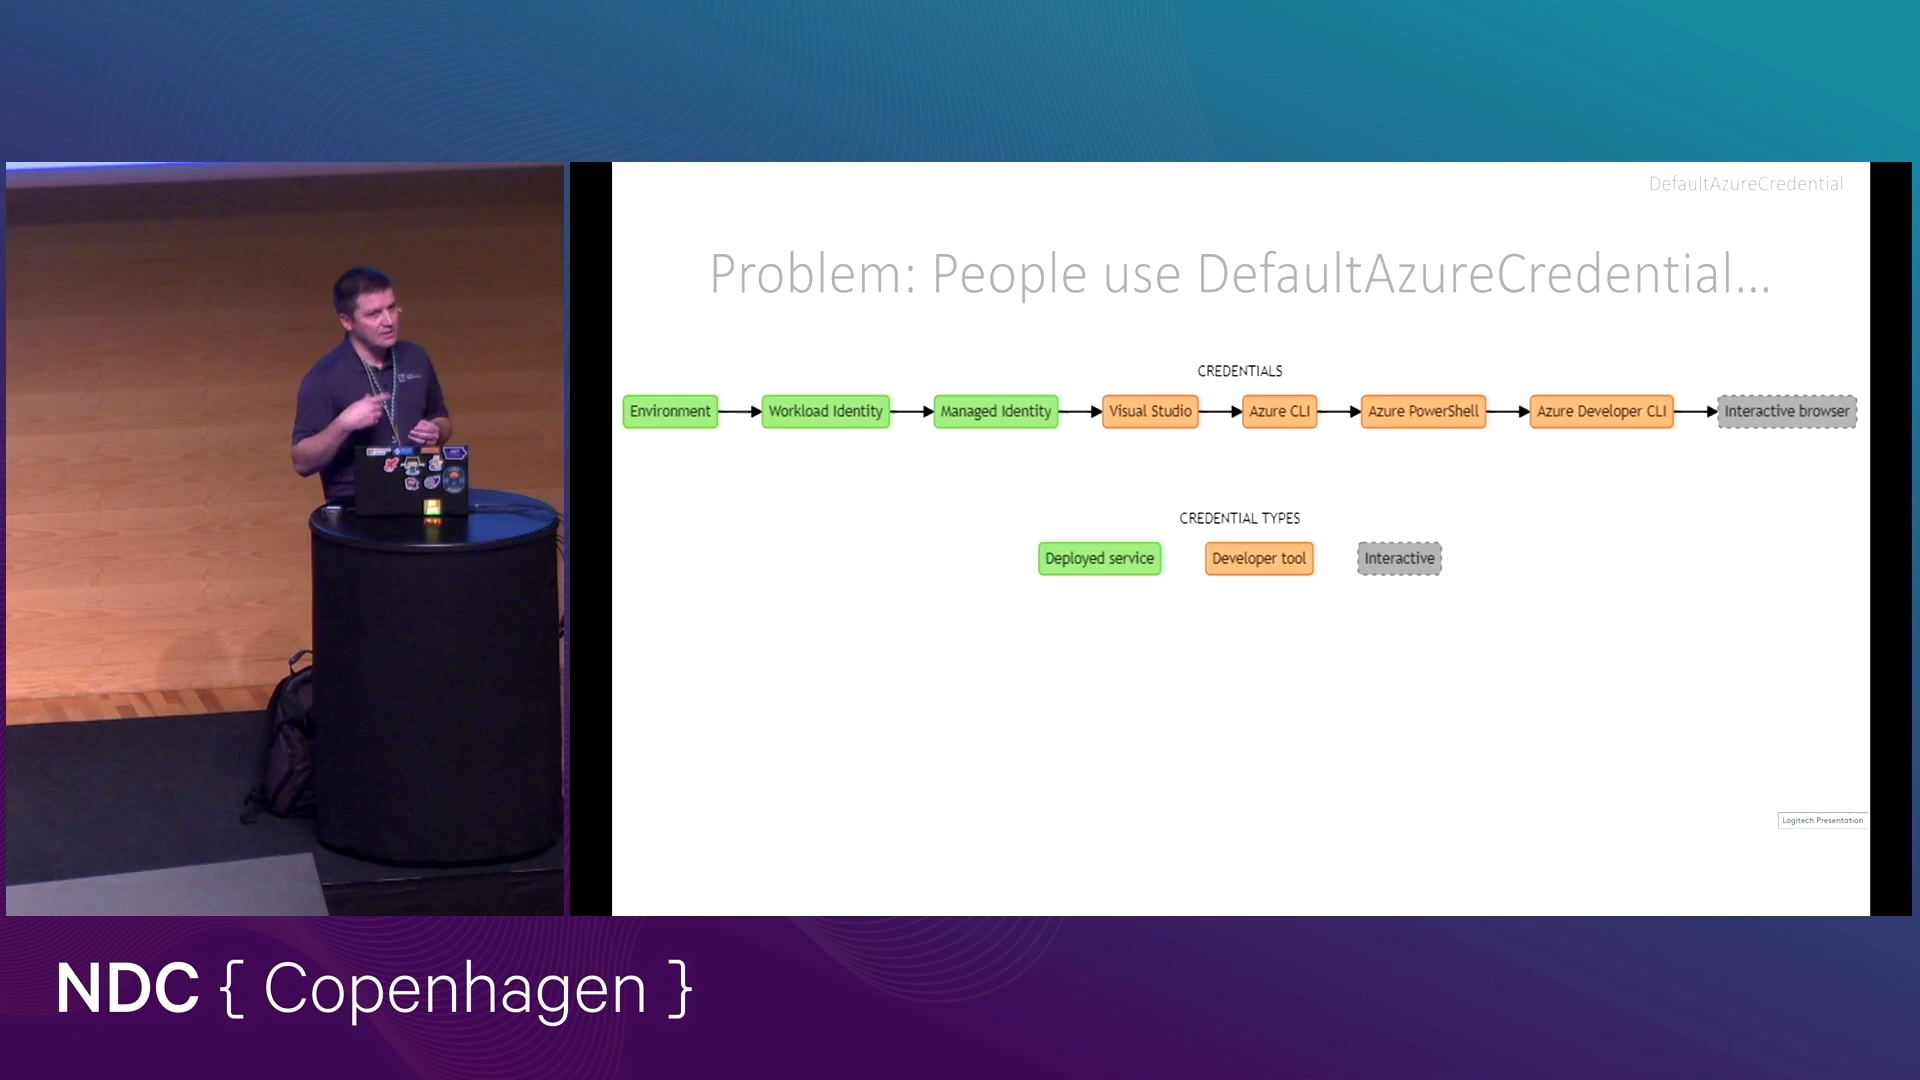 DefaultAzureCredential
Problem: People use DefaultAzureCredential...
CREDENTIALS
Environment
Workload Identity
Managed Identity
Visual Studio
Azure CLI
Azure PowerShell
Azure Developer CLI
Interactive browser
CREDENTIAL TYPES
Deployed service
Developer tool
Interactive
Logitech Presentation
NDC { Copenhagen }